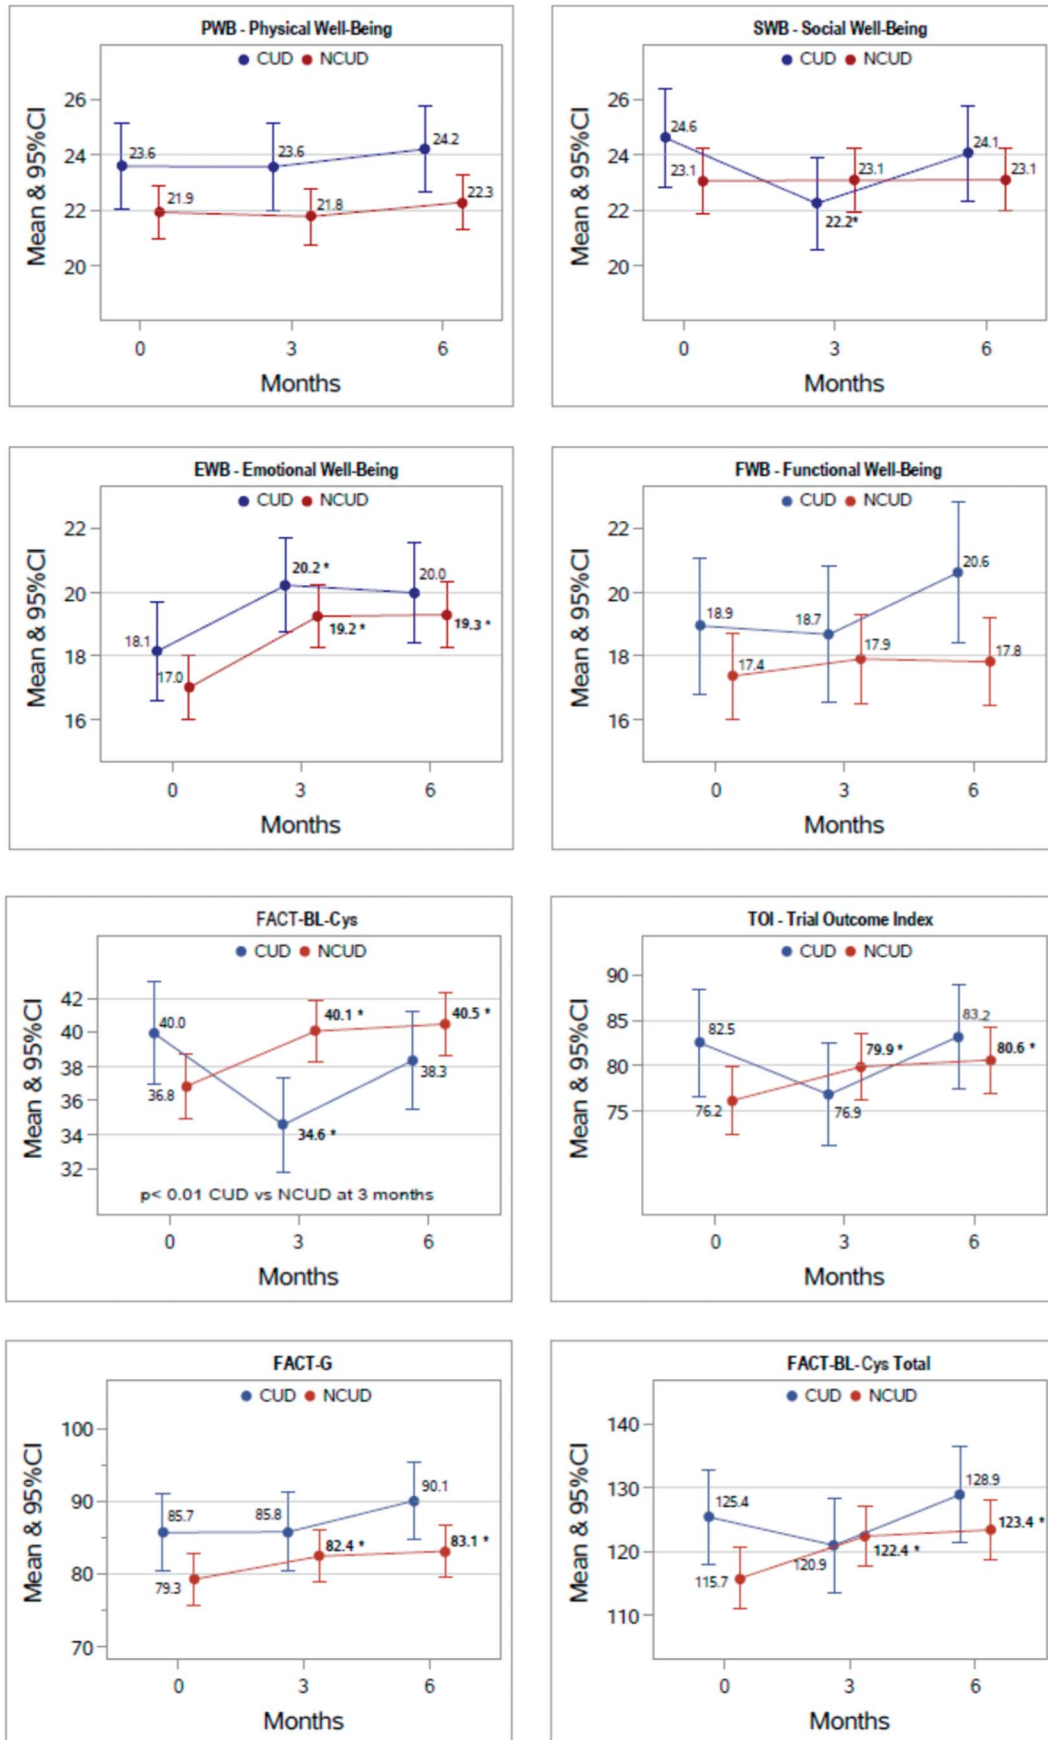 PWB - Physical Well-Being
CUD NCUD
Mean & 95%CI
26
24
22
20
23.6
23.6
24.2
21.9
21.8
22.3
0 3 6
Months
SWB - Social Well-Being
CUD NCUD
Mean & 95%CI
26
24
22
20
24.6
23.1
22.2*
23.1
24.1
23.1
0 3 6
Months
EWB - Emotional Well-Being
CUD NCUD
Mean & 95%CI
22
20
18
16
18.1
17.0
20.2 *
19.2 *
20.0
19.3 *
0 3 6
Months
FWB - Functional Well-Being
CUD NCUD
Mean & 95%CI
22
20
18
16
18.9
17.4
18.7
17.9
20.6
17.8
0 3 6
Months
FACT-BL-Cys
CUD NCUD
Mean & 95%CI
42
40
38
36
34
32
40.0
36.8
34.6 *
40.1 *
38.3
40.5 *
p< 0.01 CUD vs NCUD at 3 months
0 3 6
Months
TOI - Trial Outcome Index
CUD NCUD
Mean & 95%CI
90
85
80
75
82.5
76.2
76.9
79.9 *
83.2
80.6 *
0 3 6
Months
FACT-G
CUD NCUD
Mean & 95%CI
100
90
80
70
85.7
79.3
85.8
82.4 *
90.1
83.1 *
0 3 6
Months
FACT-BL-Cys Total
CUD NCUD
Mean & 95%CI
140
130
120
110
125.4
115.7
120.9
122.4 *
128.9
123.4 *
0 3 6
Months